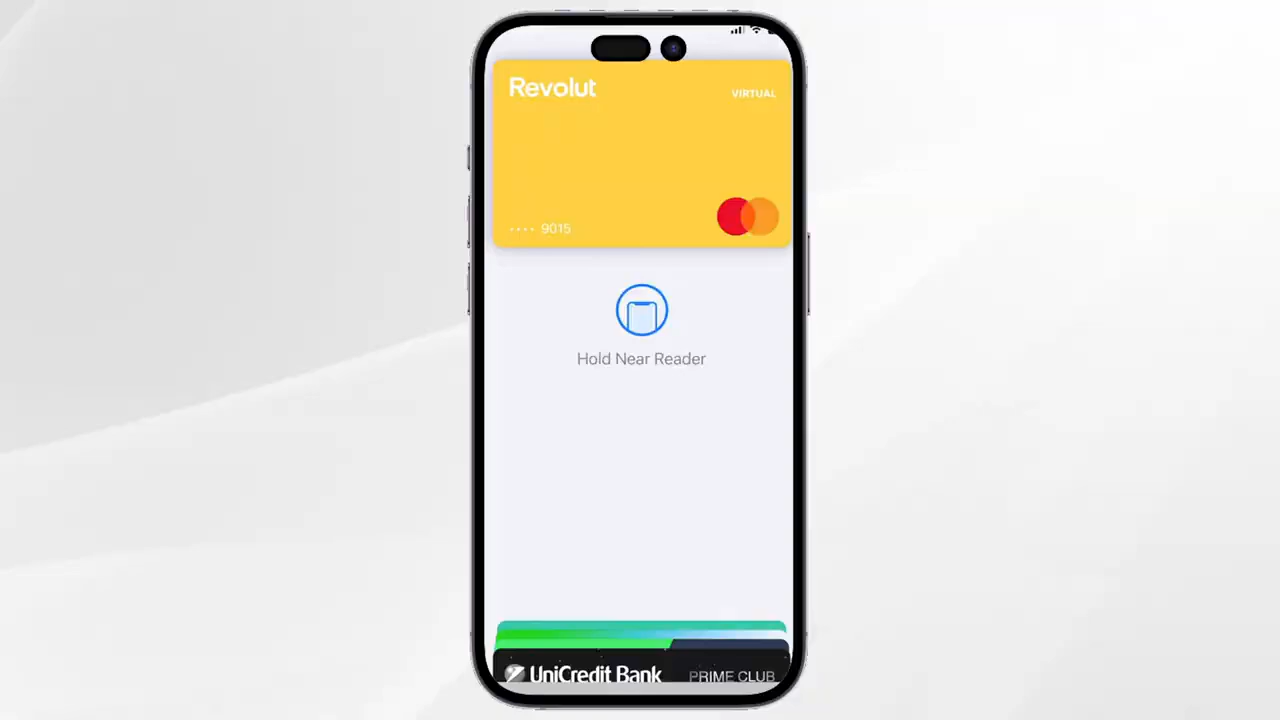 Revolut
VIRTUAL
•••• 9015
Hold Near Reader
UniCredit Bank PRIME CLUB